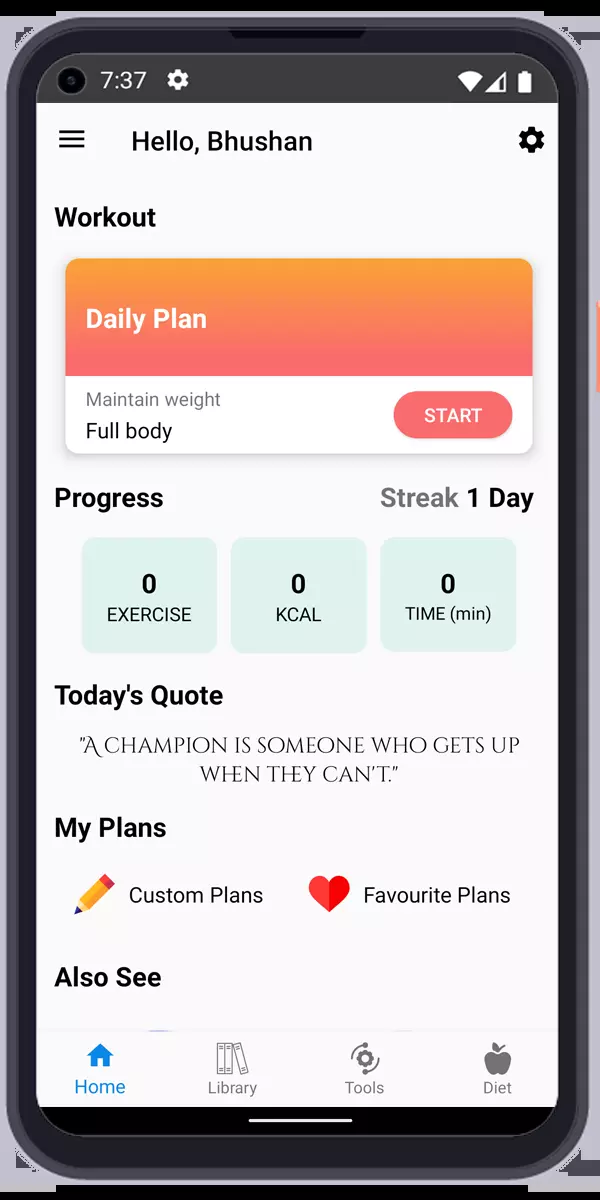 7:37
Hello, Bhushan
Workout
Daily Plan
Maintain weight
Full body
START
Progress
Streak 1 Day
0
EXERCISE
0
KCAL
0
TIME (min)
Today's Quote
"A CHAMPION IS SOMEONE WHO GETS UP
WHEN THEY CAN'T."
My Plans
Custom Plans
Favourite Plans
Also See
Home
Library
Tools
Diet